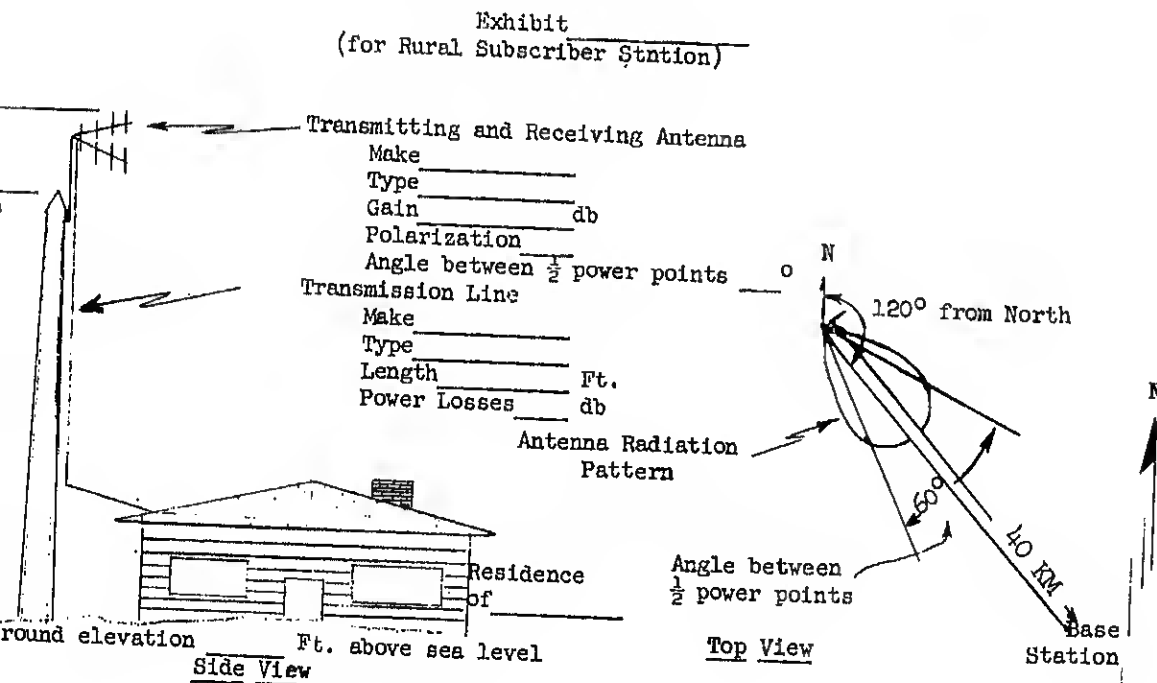 Exhibit
(for Rural Subscriber Stntion)
Transmitting and Receiving Antenna
Make
Type
Gain db
Polarization
Angle between ½ power points °
Transmission Line
Make
Type
Length Ft.
Power Losses db
Antenna Radiation
Pattern
N
120° from North
60°
40 KM
Angle between
½ power points
Base
Station
Top View
N
Residence
of
round elevation Ft. above sea level
Side View